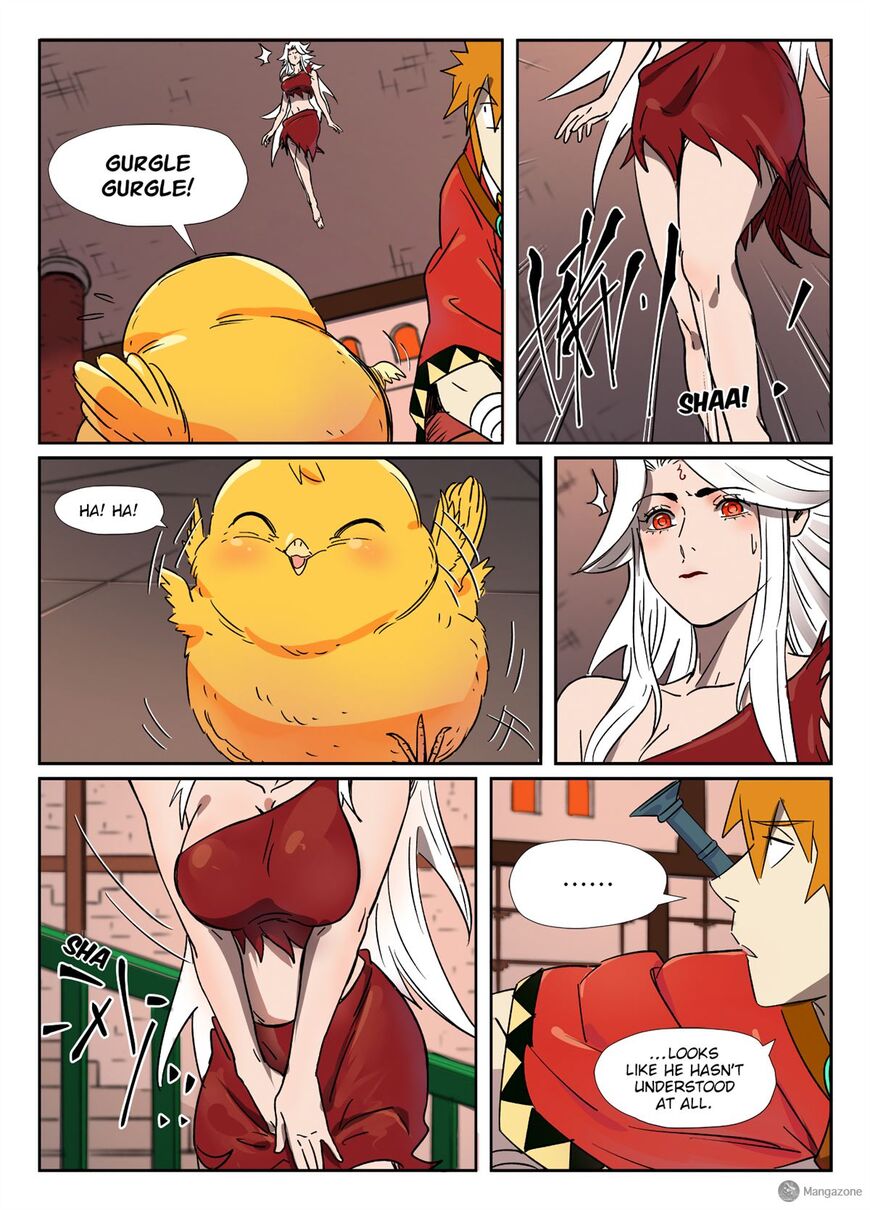 GURGLE
GURGLE!
SHAA!
HA! HA!
SHA
......
...LOOKS
LIKE HE HASN'T
UNDERSTOOD
AT ALL.
Mangazone